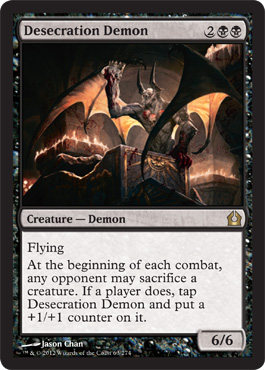 Desecration Demon 2
Creature — Demon
Flying
At the beginning of each combat,
any opponent may sacrifice a
creature. If a player does, tap
Desecration Demon and put a
+1/+1 counter on it.
Jason Chan
™ & © 2012 Wizards of the Coast 63/274
6/6